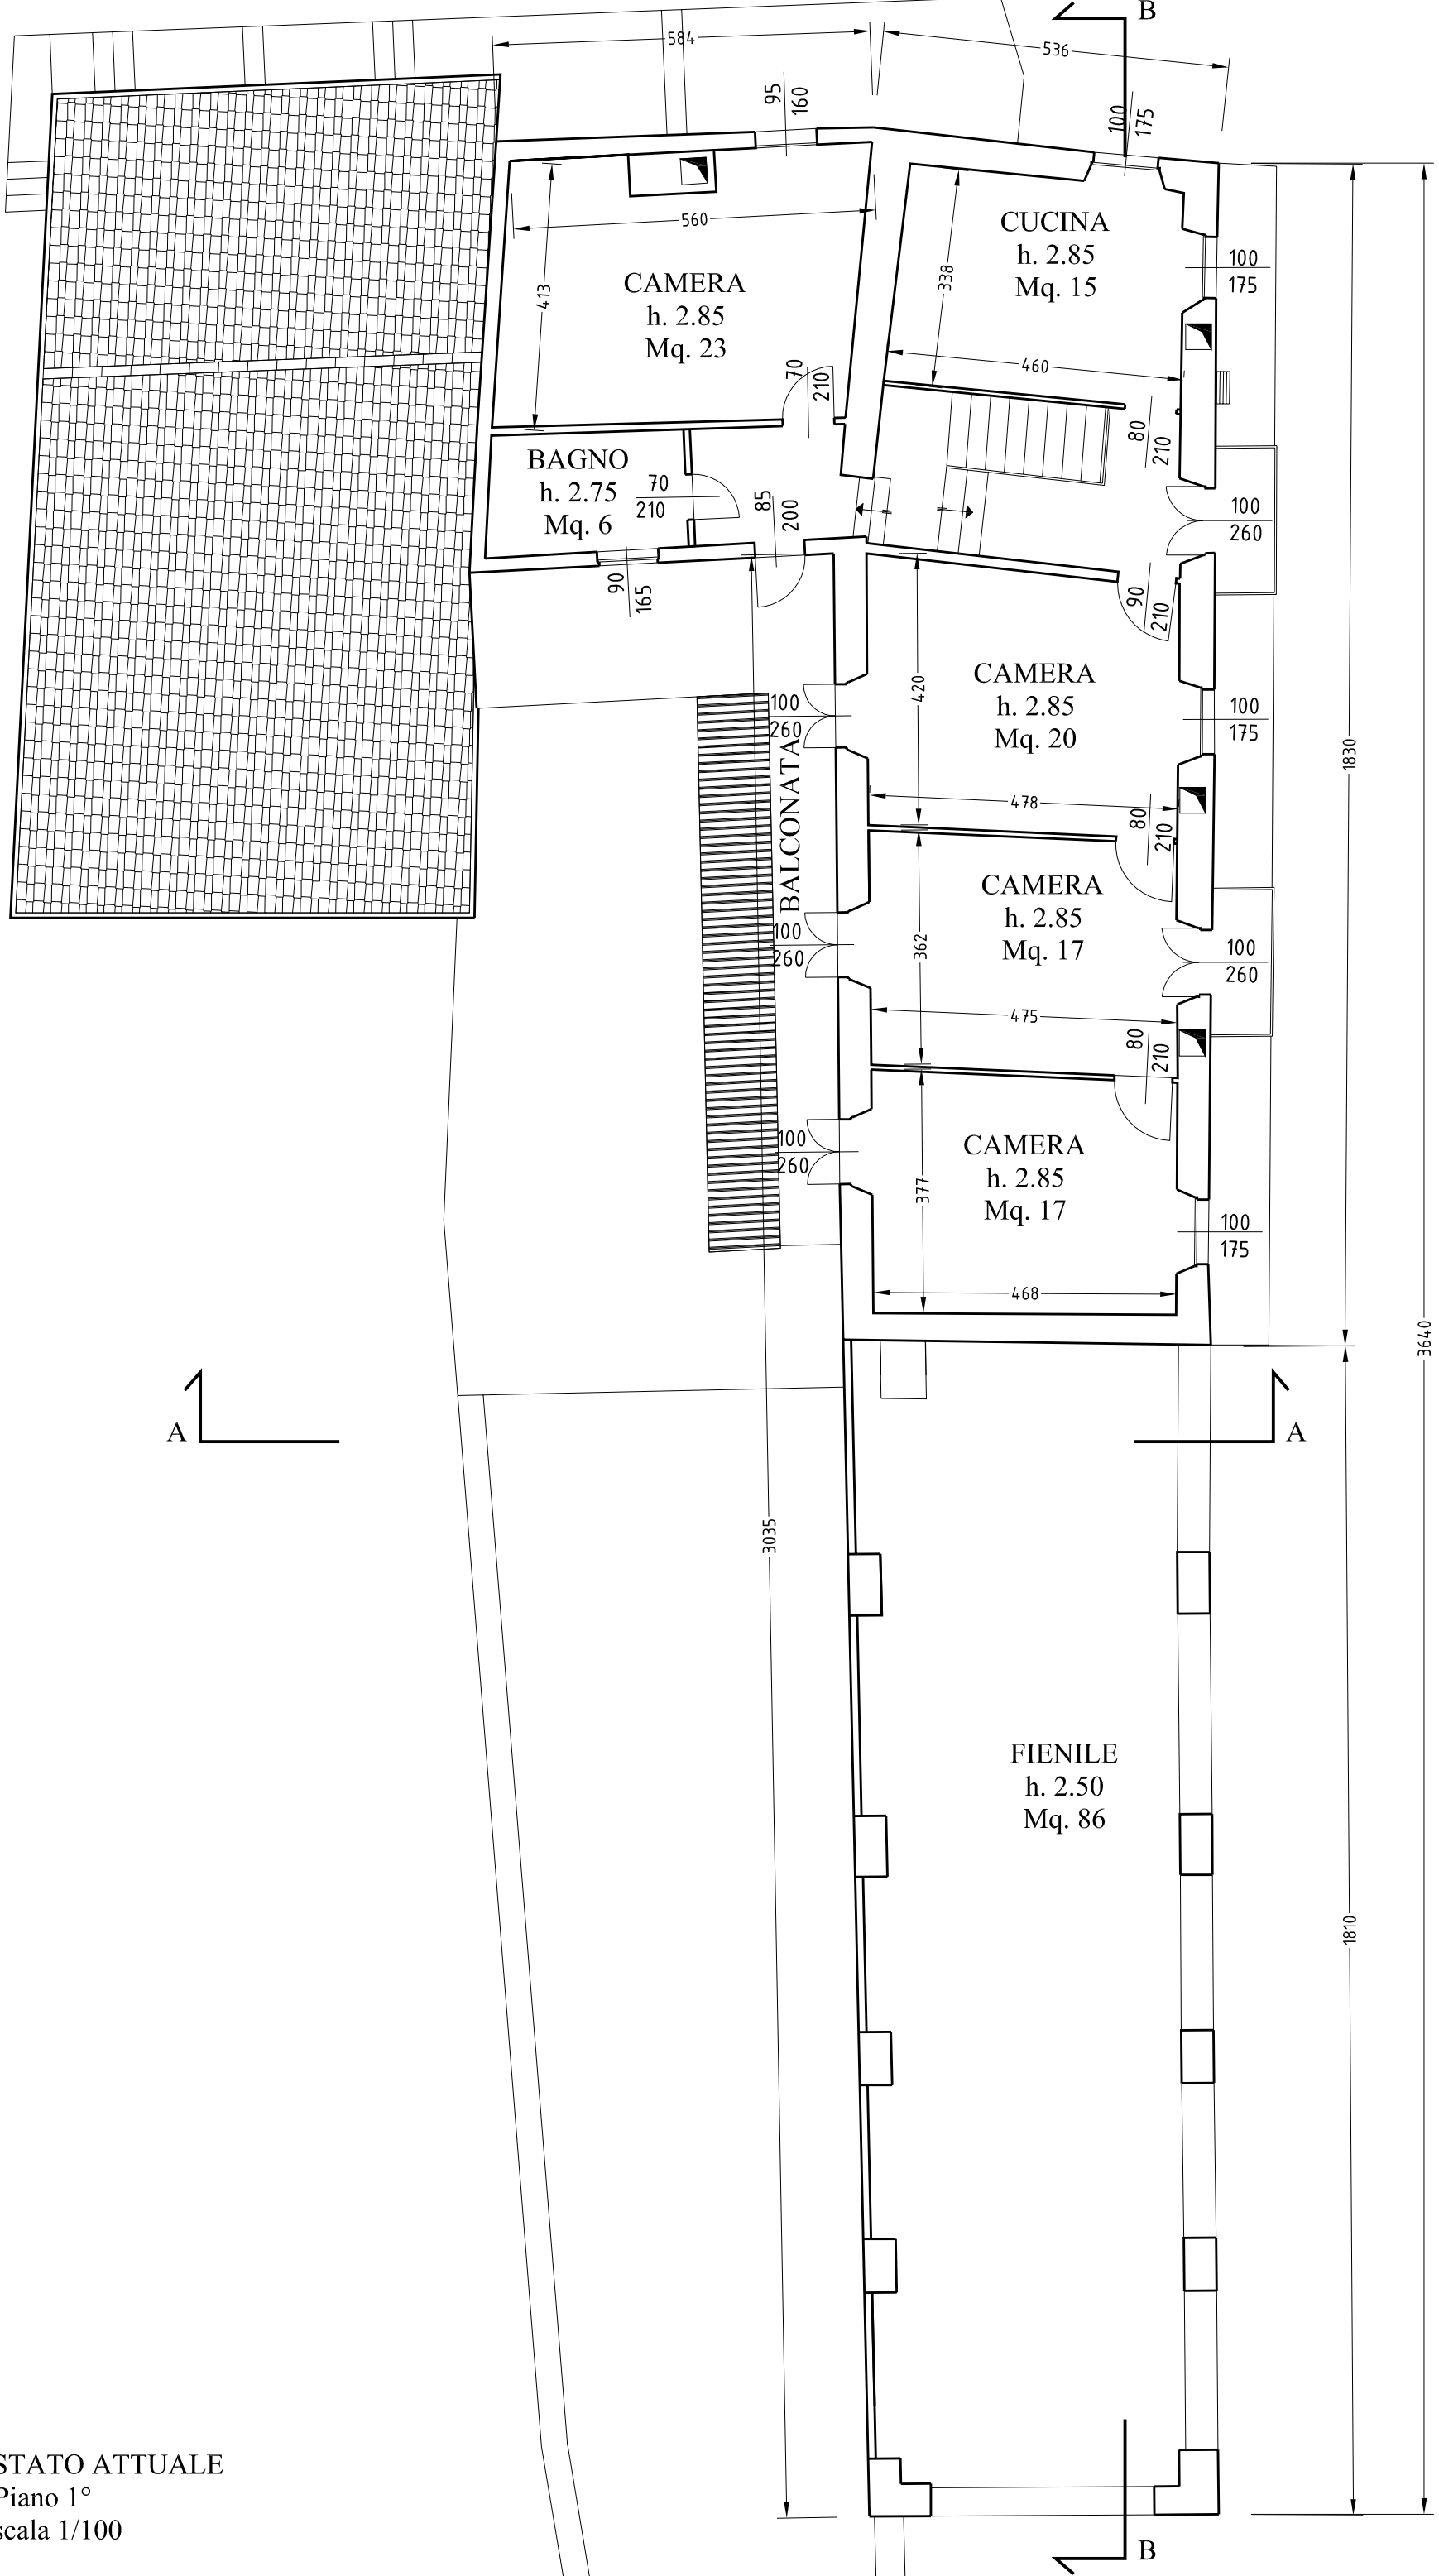 B
584
536
95
160
100
175
560
413
CAMERA
h. 2.85
Mq. 23
338
CUCINA
h. 2.85
Mq. 15
100
175
460
70
210
80
210
BAGNO
h. 2.75
Mq. 6
70
210
85
200
100
260
90
165
90
210
420
CAMERA
h. 2.85
Mq. 20
100
260
100
175
BALCONATA
478
80
210
1830
362
CAMERA
h. 2.85
Mq. 17
100
260
100
260
475
80
210
100
260
CAMERA
h. 2.85
Mq. 17
377
100
175
468
3640
A
A
3035
FIENILE
h. 2.50
Mq. 86
1810
STATO ATTUALE
Piano 1°
scala 1/100
B